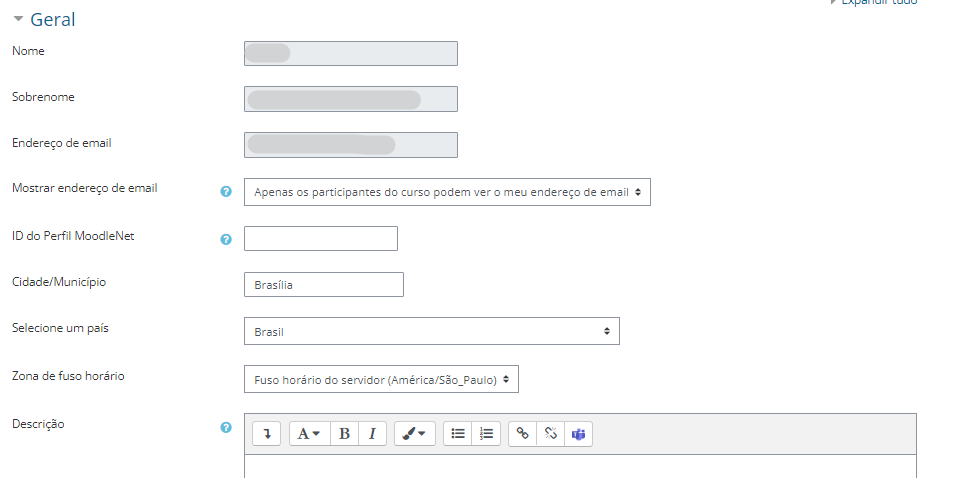 Expandir tudo
Geral
Nome
Sobrenome
Endereço de email
Mostrar endereço de email
Apenas os participantes do curso podem ver o meu endereço de email
ID do Perfil MoodleNet
Cidade/Município
Brasília
Selecione um país
Brasil
Zona de fuso horário
Fuso horário do servidor (América/São_Paulo)
Descrição
A B I